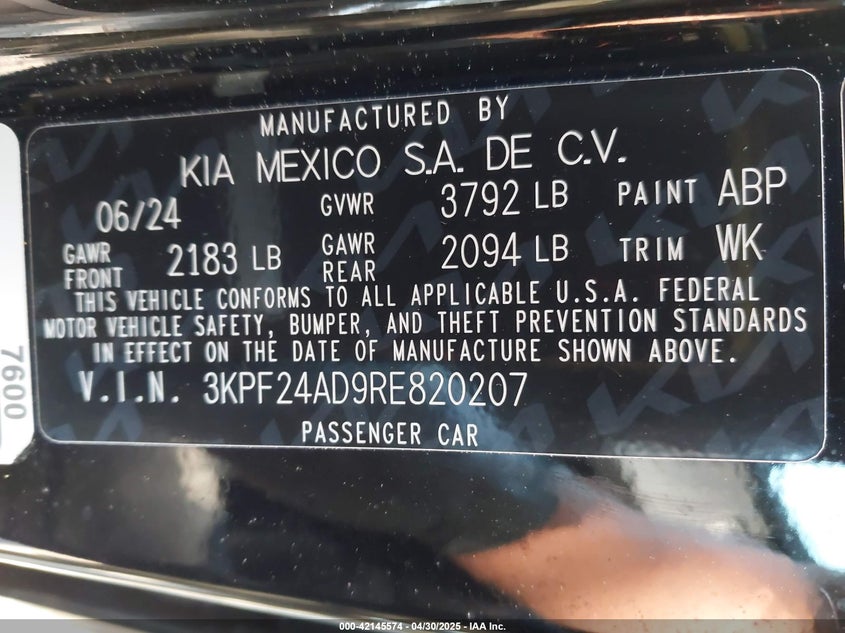 MANUFACTURED BY
KIA MEXICO S.A. DE C.V.
06/24 GVWR 3792 LB PAINT ABP
GAWR FRONT 2183 LB GAWR REAR 2094 LB TRIM WK
THIS VEHICLE CONFORMS TO ALL APPLICABLE U.S.A. FEDERAL
MOTOR VEHICLE SAFETY, BUMPER, AND THEFT PREVENTION STANDARDS
IN EFFECT ON THE DATE OF MANUFACTURE SHOWN ABOVE.
V.I.N. 3KPF24AD9RE820207
PASSENGER CAR
7600
000-42145574 / 04/30/2025 - IAA Inc.